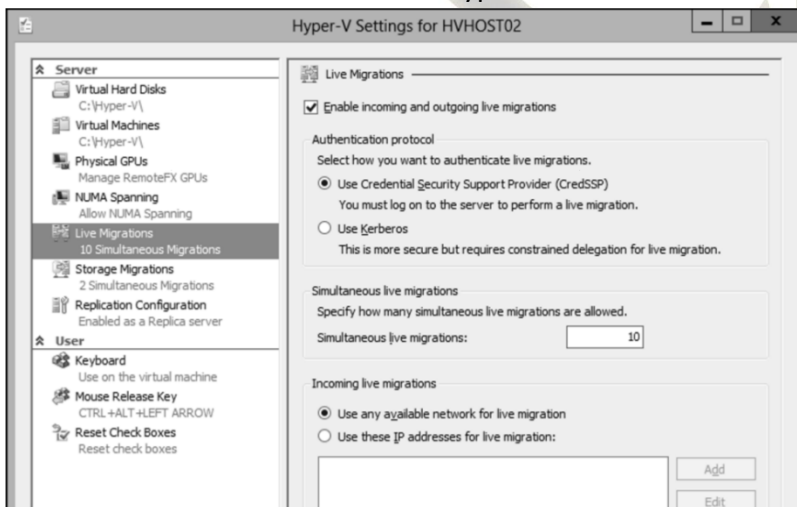 Hyper-V Settings for HVHOST02
Server
Virtual Hard Disks
C:\Hyper-V\
Virtual Machines
C:\Hyper-V\
Physical GPUs
Manage RemoteFX GPUs
NUMA Spanning
Allow NUMA Spanning
Live Migrations
10 Simultaneous Migrations
Storage Migrations
2 Simultaneous Migrations
Replication Configuration
Enabled as a Replica server
User
Keyboard
Use on the virtual machine
Mouse Release Key
CTRL+ALT+LEFT ARROW
Reset Check Boxes
Reset check boxes
Live Migrations
Enable incoming and outgoing live migrations
Authentication protocol
Select how you want to authenticate live migrations.
Use Credential Security Support Provider (CredSSP)
You must log on to the server to perform a live migration.
Use Kerberos
This is more secure but requires constrained delegation for live migration.
Simultaneous live migrations
Specify how many simultaneous live migrations are allowed.
Simultaneous live migrations: 10
Incoming live migrations
Use any available network for live migration
Use these IP addresses for live migration:
Add
Edit